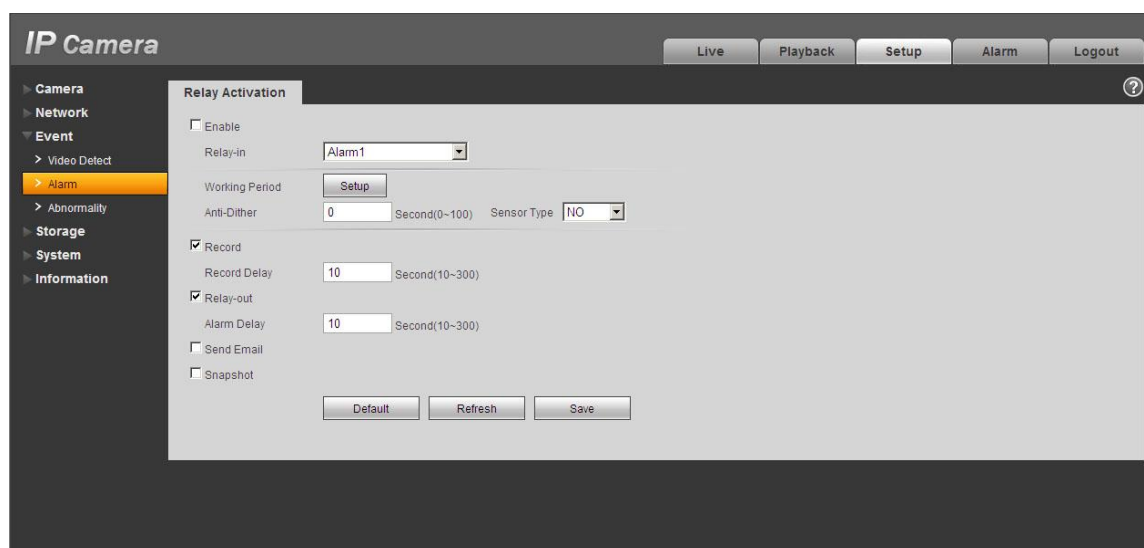 IP Camera
Live Playback Setup Alarm Logout
Camera
Network
Event
> Video Detect
> Alarm
> Abnormality
Storage
System
Information
Relay Activation
?
Enable
Relay-in Alarm1
Working Period Setup
Anti-Dither 0 Second(0~100) Sensor Type NO
Record
Record Delay 10 Second(10~300)
Relay-out
Alarm Delay 10 Second(10~300)
Send Email
Snapshot
Default Refresh Save